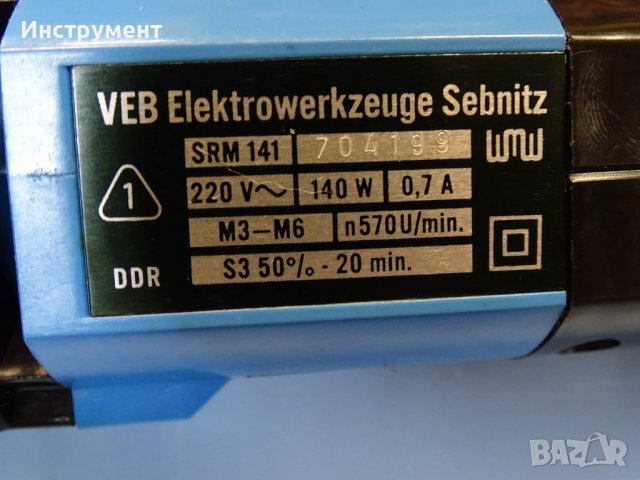 Инструмент
VEB Elektrowerkzeuge Sebnitz
SRM 141 704199
1 220 V~ 140 W 0,7 A
M3-M6 n570U/min.
DDR S3 50% - 20 min.
BAZAR